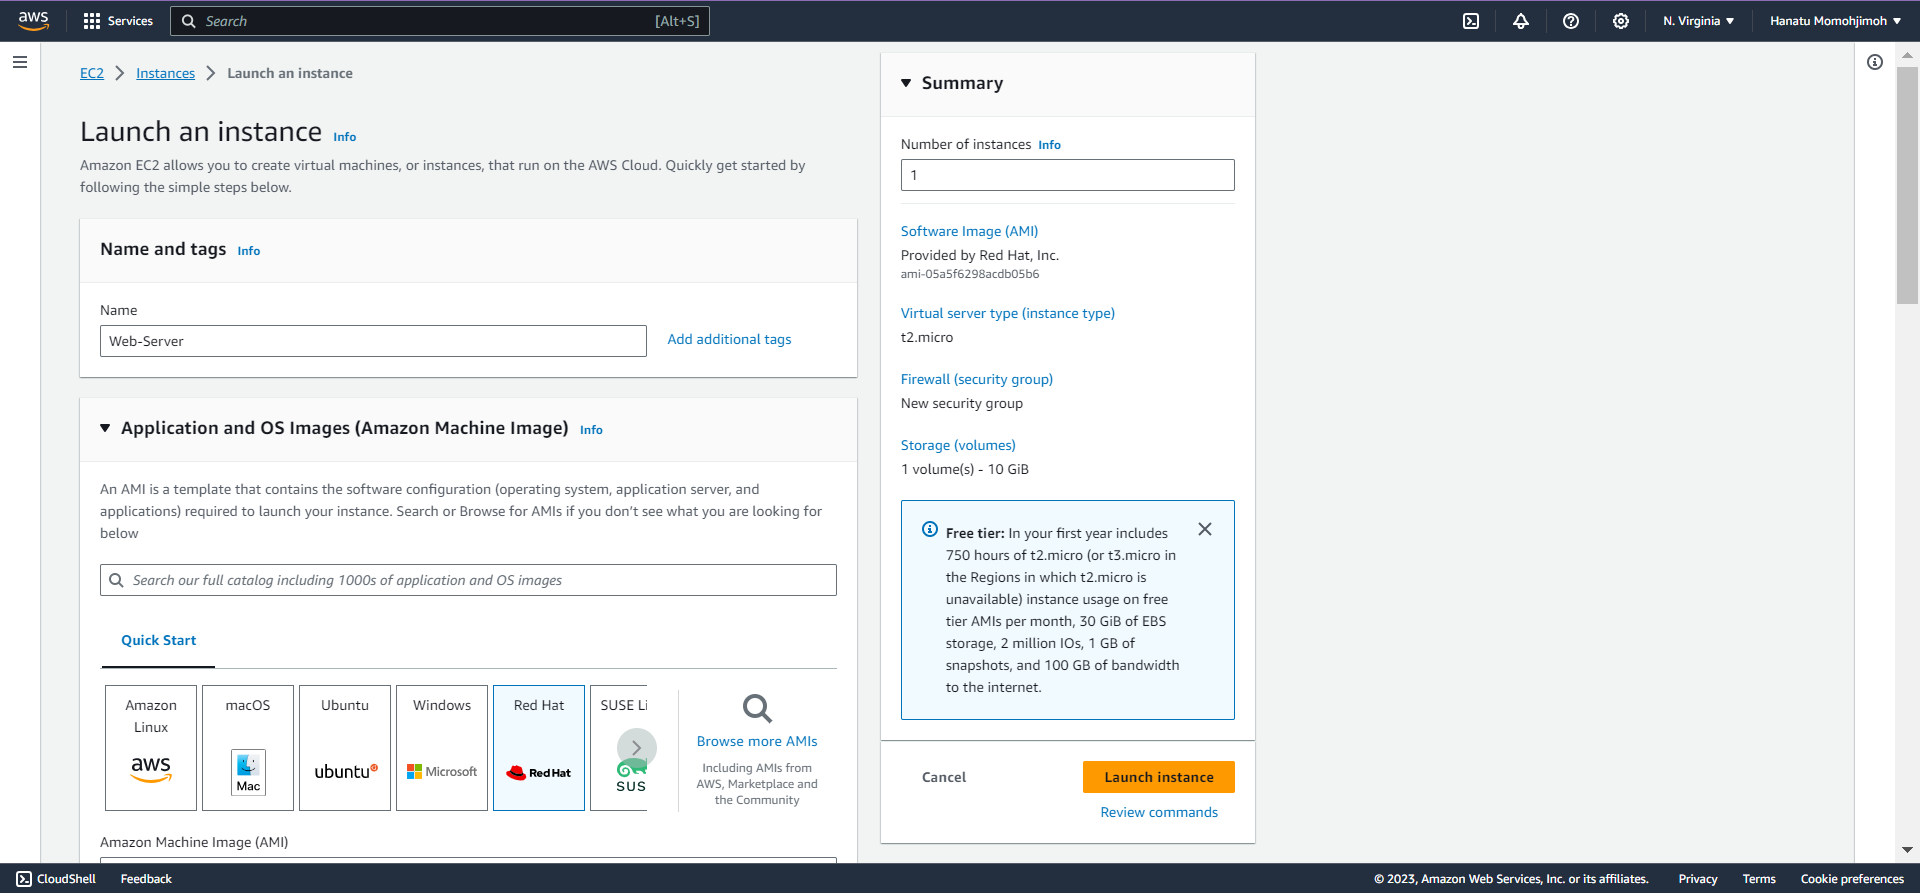 aws
Services
Search
[Alt+S]
N. Virginia
Hanatu Momohjimoh
EC2
Instances
Launch an instance
Launch an instance Info
Amazon EC2 allows you to create virtual machines, or instances, that run on the AWS Cloud. Quickly get started by
following the simple steps below.
Name and tags Info
Name
Web-Server
Add additional tags
Application and OS Images (Amazon Machine Image) Info
An AMI is a template that contains the software configuration (operating system, application server, and
applications) required to launch your instance. Search or Browse for AMIs if you don't see what you are looking for
below
Search our full catalog including 1000s of application and OS images
Quick Start
Amazon
Linux
aws
macOS
Mac
Ubuntu
ubuntu
Windows
Microsoft
Red Hat
Red Hat
SUSE Li
SUS
Browse more AMIs
Including AMIs from
AWS, Marketplace and
the Community
Amazon Machine Image (AMI)
Summary
Number of instances Info
1
Software Image (AMI)
Provided by Red Hat, Inc.
ami-05a5f6298acdb05b6
Virtual server type (instance type)
t2.micro
Firewall (security group)
New security group
Storage (volumes)
1 volume(s) - 10 GiB
Free tier: In your first year includes
750 hours of t2.micro (or t3.micro in
the Regions in which t2.micro is
unavailable) instance usage on free
tier AMIs per month, 30 GiB of EBS
storage, 2 million IOs, 1 GB of
snapshots, and 100 GB of bandwidth
to the internet.
Cancel
Launch instance
Review commands
CloudShell
Feedback
© 2023, Amazon Web Services, Inc. or its affiliates.
Privacy
Terms
Cookie preferences